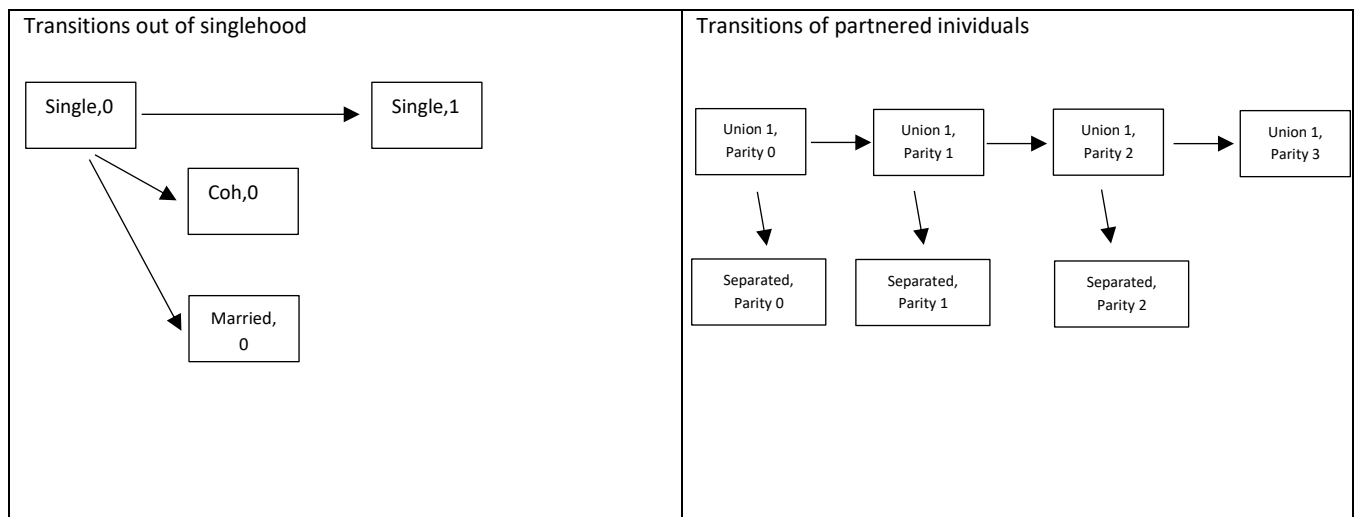 Transitions out of singlehood
Single,0
Single,1
Coh,0
Married,
0
Transitions of partnered inividuals
Union 1,
Parity 0
Union 1,
Parity 1
Union 1,
Parity 2
Union 1,
Parity 3
Separated,
Parity 0
Separated,
Parity 1
Separated,
Parity 2